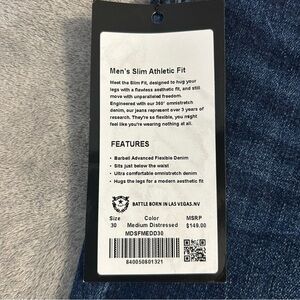 Men's Slim Athletic Fit
Meet the Slim Fit, designed to hug your
legs with a flawless aesthetic fit, and still
move with unparalleled freedom.
Engineered with our 360° omnistretch
denim, our jeans represent over 3 years of
research. They're so flexible, you might
feel like you're wearing nothing at all.
FEATURES
• Barbell Advanced Flexible Denim
• Sits just below the waist
• Ultra comfortable omnistretch denim
• Hugs the legs for a modern aesthetic fit
BATTLE BORN IN LAS VEGAS.NV
Size Color MSRP
30 Medium Distressed $149.00
MDSFMEDD30
840050801321